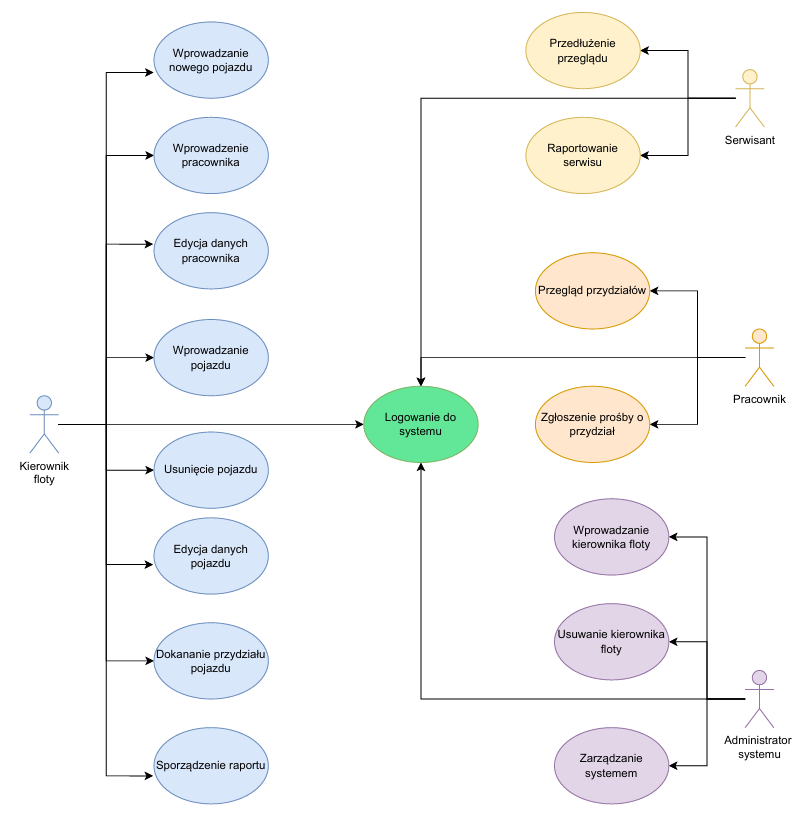 Wprowadzanie
nowego pojazdu
Wprowadzenie
pracownika
Edycja danych
pracownika
Wprowadzanie
pojazdu
Kierownik
floty
Usunięcie pojazdu
Edycja danych
pojazdu
Dokananie przydziału
pojazdu
Sporządzenie raportu
Logowanie do
systemu
Przedłużenie
przeglądu
Raportowanie
serwisu
Serwisant
Przegląd przydziałów
Zgłoszenie prośby o
przydział
Pracownik
Wprowadzanie
kierownika floty
Usuwanie kierownika
floty
Zarządzanie
systemem
Administrator
systemu